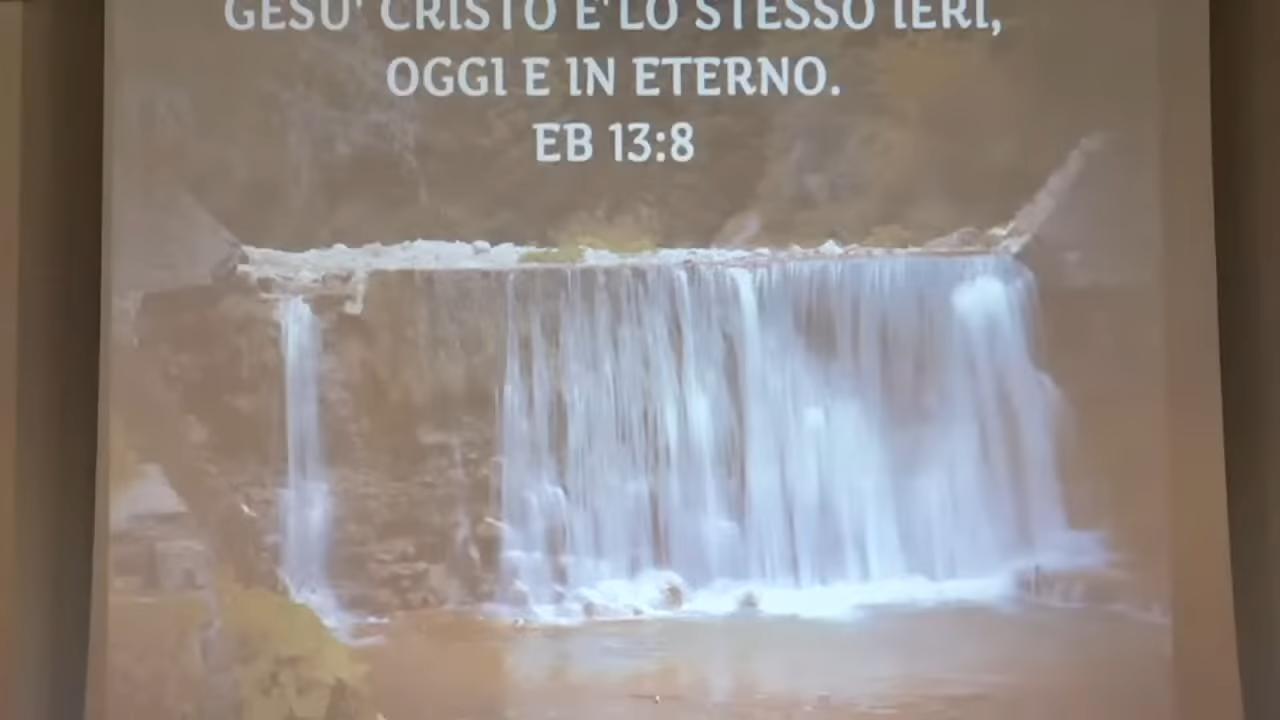 GESU' CRISTO E' LO STESSO IERI,
OGGI E IN ETERNO.
EB 13:8